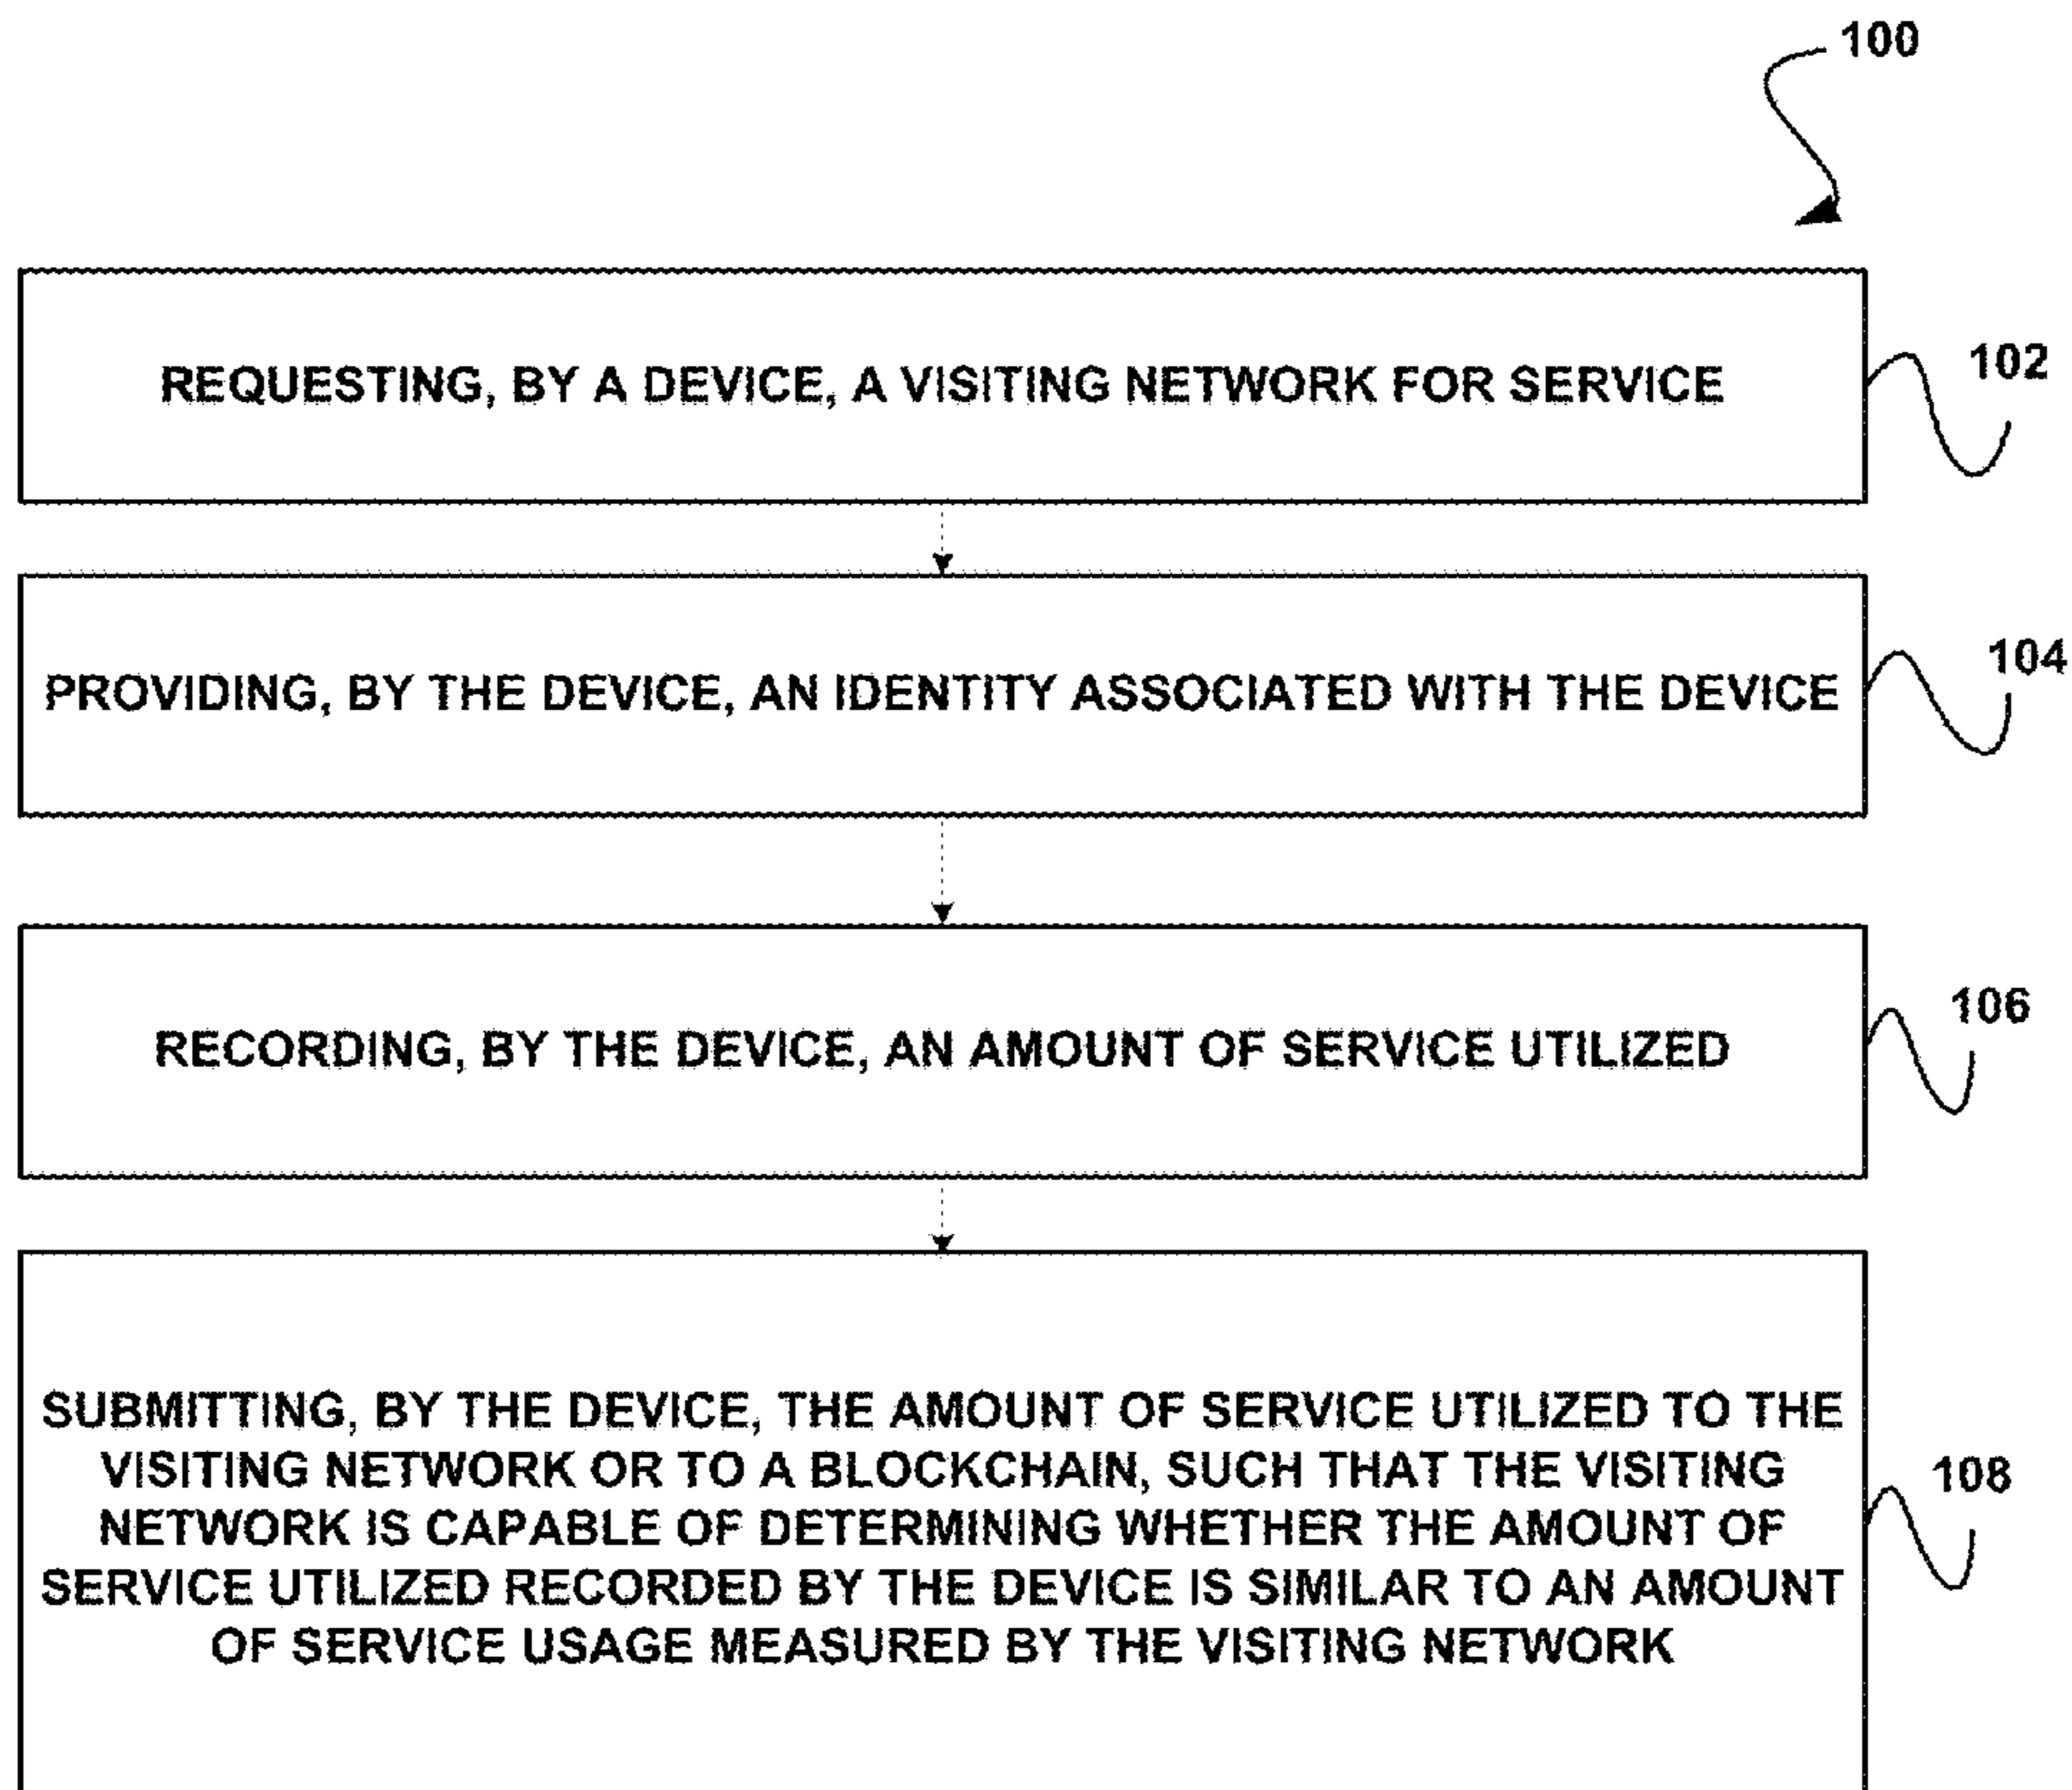 100
REQUESTING, BY A DEVICE, A VISITING NETWORK FOR SERVICE
102
PROVIDING, BY THE DEVICE, AN IDENTITY ASSOCIATED WITH THE DEVICE
104
RECORDING, BY THE DEVICE, AN AMOUNT OF SERVICE UTILIZED
106
SUBMITTING, BY THE DEVICE, THE AMOUNT OF SERVICE UTILIZED TO THE
VISITING NETWORK OR TO A BLOCKCHAIN, SUCH THAT THE VISITING
NETWORK IS CAPABLE OF DETERMINING WHETHER THE AMOUNT OF
SERVICE UTILIZED RECORDED BY THE DEVICE IS SIMILAR TO AN AMOUNT
OF SERVICE USAGE MEASURED BY THE VISITING NETWORK
108